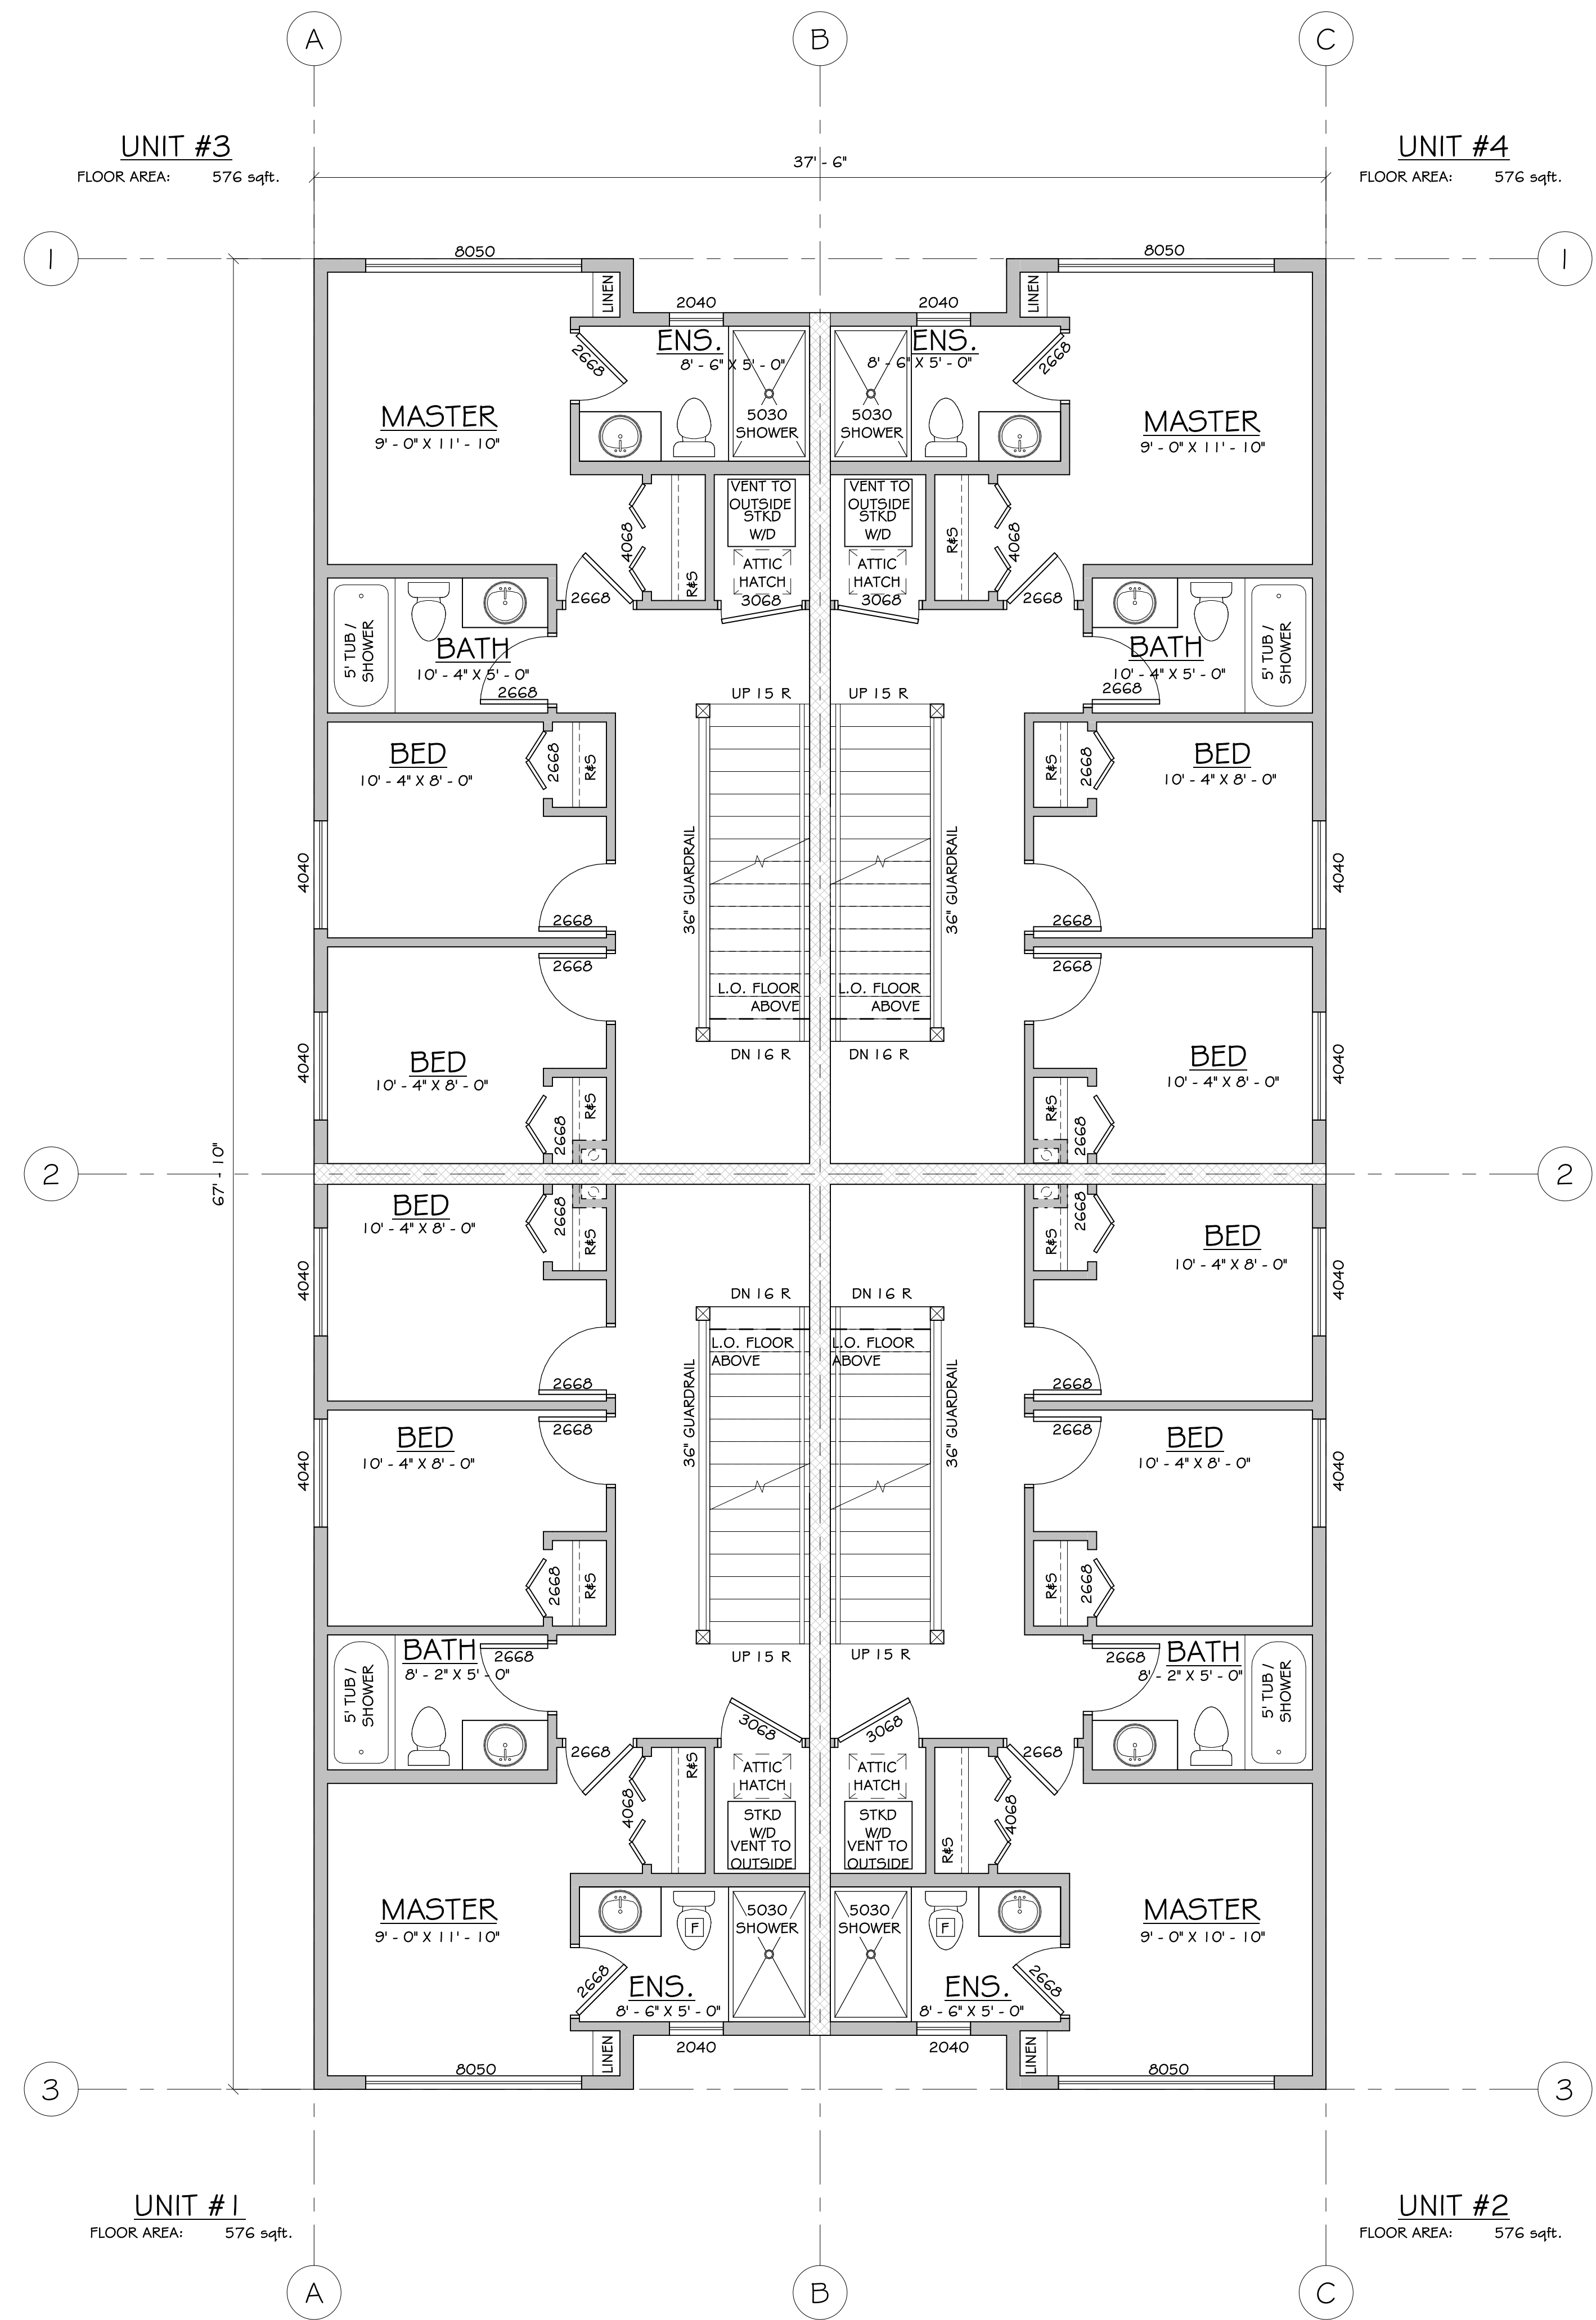 A B C
UNIT #3
FLOOR AREA: 576 sqft.
UNIT #4
FLOOR AREA: 576 sqft.
37' - 6"
1 1
8050 8050
LINEN LINEN
2040 2040
ENS. ENS.
8' - 6" X 5' - 0" 8' - 6" X 5' - 0"
2668 2668
MASTER MASTER
9' - 0" X 11' - 10" 9' - 0" X 11' - 10"
5030 5030
SHOWER SHOWER
VENT TO VENT TO
OUTSIDE OUTSIDE
STKD STKD
W/D W/D
4068 R&S R&S 4068
ATTIC ATTIC
HATCH HATCH
2668 3068 3068 2668
5' TUB / 5' TUB /
SHOWER SHOWER
BATH BATH
10' - 4" X 5' - 0" 10' - 4" X 5' - 0"
2668 2668
UP 15 R UP 15 R
BED BED
10' - 4" X 8' - 0" 10' - 4" X 8' - 0"
2668 R&S R&S 2668
4040 36" GUARDRAIL 36" GUARDRAIL 4040
2668 2668
2668 2668
L.O. FLOOR L.O. FLOOR
ABOVE ABOVE
DN 16 R DN 16 R
BED BED
10' - 4" X 8' - 0" 10' - 4" X 8' - 0"
4040 4040
2668 R&S R&S 2668
67' - 10"
2 2
BED BED
10' - 4" X 8' - 0" 10' - 4" X 8' - 0"
2668 R&S R&S 2668
4040 4040
DN 16 R DN 16 R
L.O. FLOOR L.O. FLOOR
ABOVE ABOVE
2668 2668
2668 2668
36" GUARDRAIL 36" GUARDRAIL
BED BED
10' - 4" X 8' - 0" 10' - 4" X 8' - 0"
4040 4040
2668 R&S R&S 2668
UP 15 R UP 15 R
BATH BATH
8' - 2" X 5' - 0" 8' - 2" X 5' - 0"
2668 2668
5' TUB / 5' TUB /
SHOWER SHOWER
2668 3068 3068 2668
ATTIC ATTIC
HATCH HATCH
4068 R&S R&S 4068
STKD STKD
W/D W/D
VENT TO VENT TO
OUTSIDE OUTSIDE
MASTER MASTER
9' - 0" X 11' - 10" 9' - 0" X 10' - 10"
F F
5030 5030
SHOWER SHOWER
2668 2668
ENS. ENS.
8' - 6" X 5' - 0" 8' - 6" X 5' - 0"
LINEN LINEN
2040 2040
8050 8050
3 3
UNIT #1
FLOOR AREA: 576 sqft.
UNIT #2
FLOOR AREA: 576 sqft.
A B C